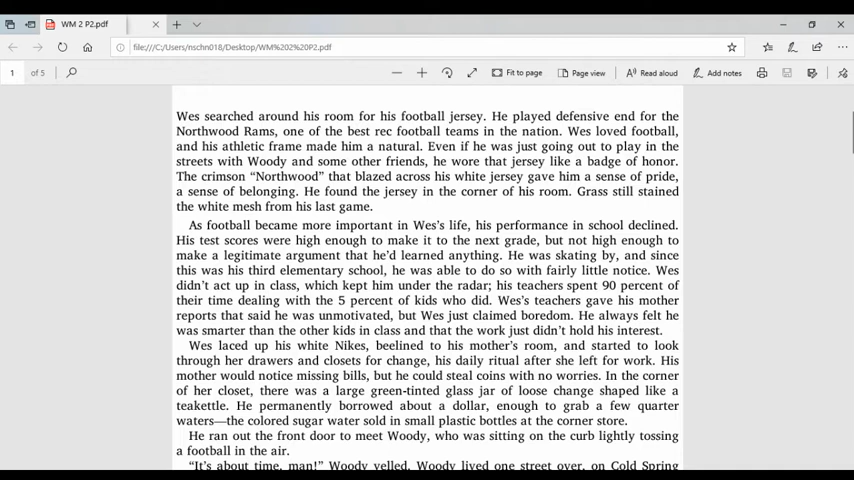 WM 2 P2.pdf
file:///C:/Users/nschn018/Desktop/WM%202%20P2.pdf
1 of 5 Fit to page Page view Read aloud Add notes
Wes searched around his room for his football jersey. He played defensive end for the
Northwood Rams, one of the best rec football teams in the nation. Wes loved football,
and his athletic frame made him a natural. Even if he was just going out to play in the
streets with Woody and some other friends, he wore that jersey like a badge of honor.
The crimson “Northwood” that blazed across his white jersey gave him a sense of pride,
a sense of belonging. He found the jersey in the corner of his room. Grass still stained
the white mesh from his last game.
As football became more important in Wes’s life, his performance in school declined.
His test scores were high enough to make it to the next grade, but not high enough to
make a legitimate argument that he’d learned anything. He was skating by, and since
this was his third elementary school, he was able to do so with fairly little notice. Wes
didn’t act up in class, which kept him under the radar; his teachers spent 90 percent of
their time dealing with the 5 percent of kids who did. Wes’s teachers gave his mother
reports that said he was unmotivated, but Wes just claimed boredom. He always felt he
was smarter than the other kids in class and that the work just didn’t hold his interest.
Wes laced up his white Nikes, beelined to his mother’s room, and started to look
through her drawers and closets for change, his daily ritual after she left for work. His
mother would notice missing bills, but he could steal coins with no worries. In the corner
of her closet, there was a large green-tinted glass jar of loose change shaped like a
teakettle. He permanently borrowed about a dollar, enough to grab a few quarter
waters—the colored sugar water sold in small plastic bottles at the corner store.
He ran out the front door to meet Woody, who was sitting on the curb lightly tossing
a football in the air.
“It’s about time, man!” Woody yelled. Woody lived one street over, on Cold Spring